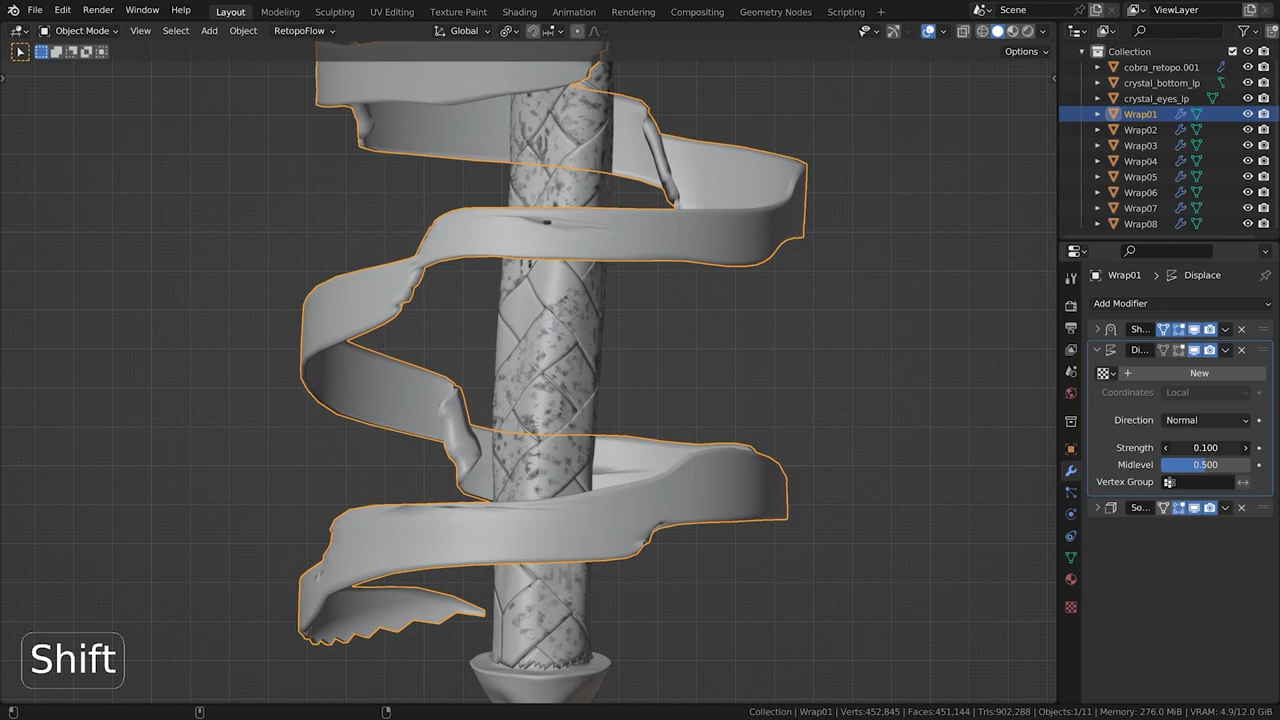 File Edit Render Window Help Layout Modeling Sculpting UV Editing Texture Paint Shading Animation Rendering Compositing Geometry Nodes Scripting + Scene ViewLayer
Object Mode View Select Add Object RetopoFlow Global
Options
Collection
cobra_retopo.001
crystal_bottom_lp
crystal_eyes_lp
Wrap01
Wrap02
Wrap03
Wrap04
Wrap05
Wrap06
Wrap07
Wrap08
Wrap01 > Displace
Add Modifier
Sh...
Di...
+ New
Coordinates Local
Direction Normal
Strength 0.100
Midlevel 0.500
Vertex Group
So...
Shift
Collection | Wrap01 | Verts:452,845 | Faces:451,144 | Tris:902,288 | Objects:1/11 | Memory: 276.0 MiB | VRAM: 4.9/12.0 GiB